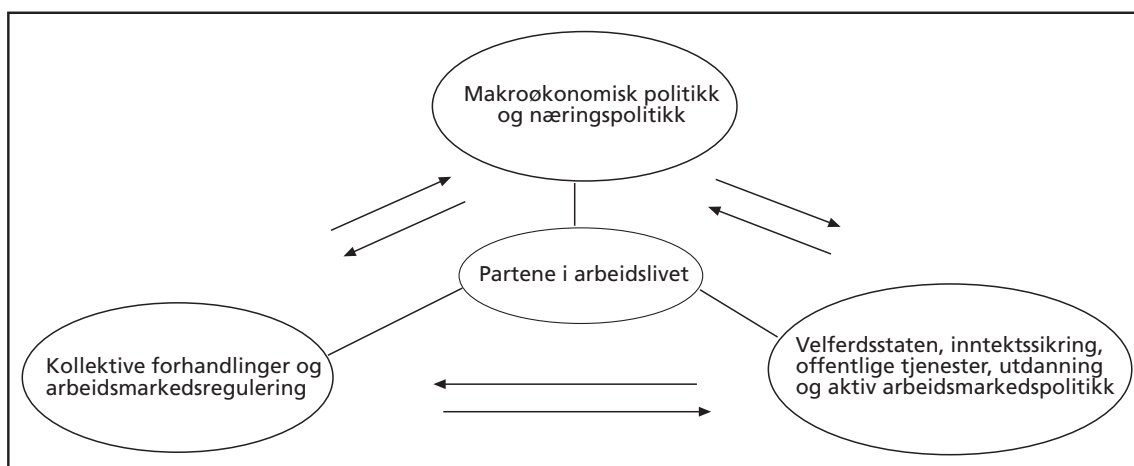 Makroøkonomisk politikk
og næringspolitikk
Partene i arbeidslivet
Kollektive forhandlinger og
arbeidsmarkedsregulering
Velferdsstaten, inntektssikring,
offentlige tjenester, utdanning
og aktiv arbeidsmarkedspolitikk